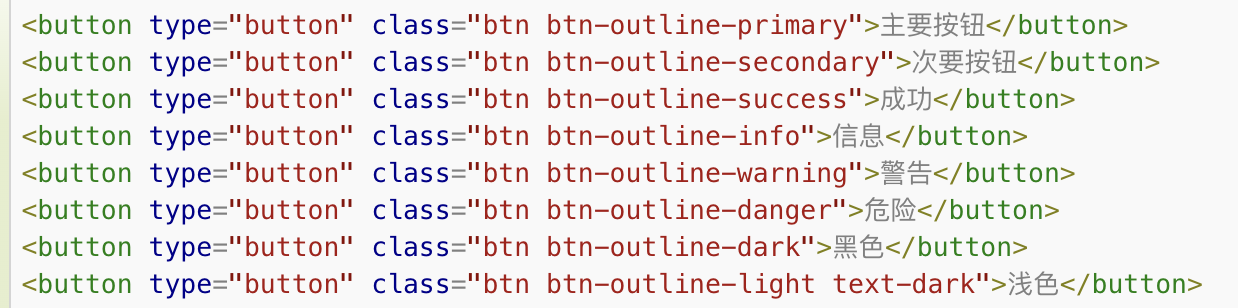 <button type="button" class="btn btn-outline-primary">主要按钮</button>
<button type="button" class="btn btn-outline-secondary">次要按钮</button>
<button type="button" class="btn btn-outline-success">成功</button>
<button type="button" class="btn btn-outline-info">信息</button>
<button type="button" class="btn btn-outline-warning">警告</button>
<button type="button" class="btn btn-outline-danger">危险</button>
<button type="button" class="btn btn-outline-dark">黑色</button>
<button type="button" class="btn btn-outline-light text-dark">浅色</button>